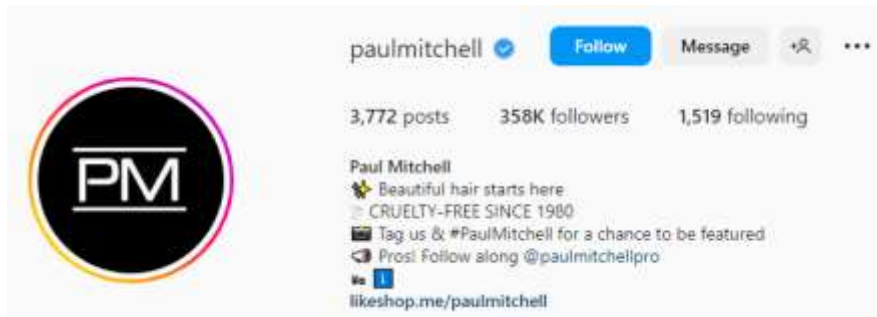 paulmitchell
Follow
Message
3,772 posts
358K followers
1,519 following
PM
Paul Mitchell
Beautiful hair starts here
CRUELTY-FREE SINCE 1980
Tag us & #PaulMitchell for a chance to be featured
Pros! Follow along @paulmitchellpro
likeshop.me/paulmitchell